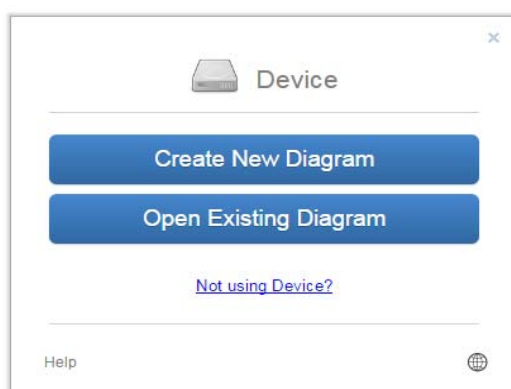 Device
Create New Diagram
Open Existing Diagram
Not using Device?
Help